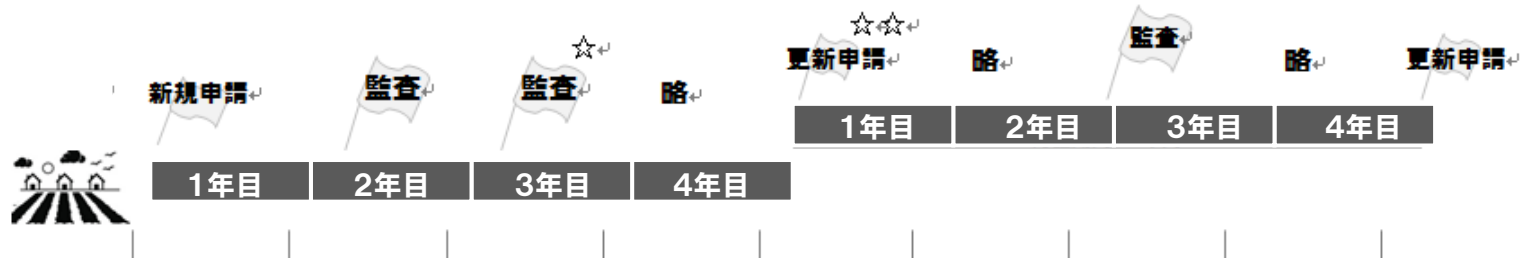 ☆☆
☆
新規申請
監査
監査
略
更新申請
略
監査
略
更新申請
1年目 2年目 3年目 4年目
1年目 2年目 3年目 4年目